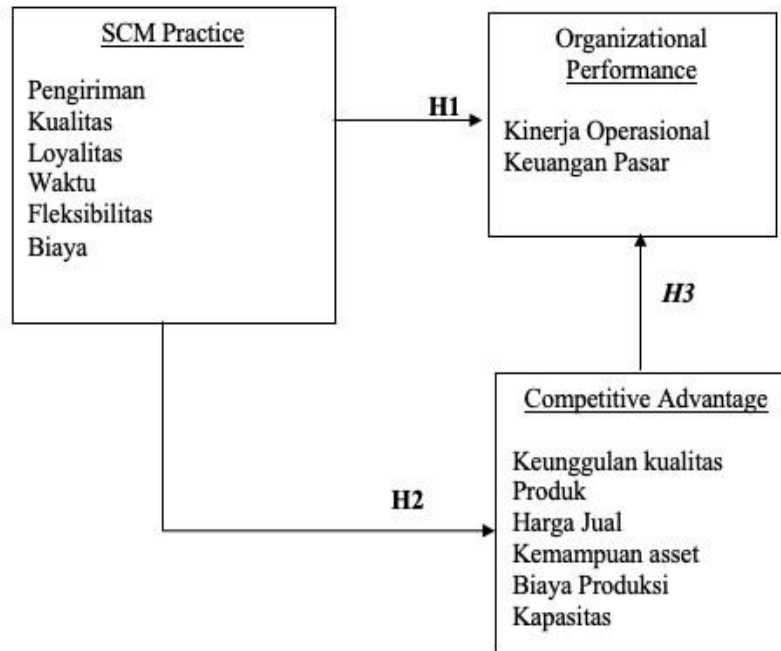 SCM Practice
Pengiriman
Kualitas
Loyalitas
Waktu
Fleksibilitas
Biaya
H1
Organizational
Performance
Kinerja Operasional
Keuangan Pasar
H3
H2
Competitive Advantage
Keunggulan kualitas
Produk
Harga Jual
Kemampuan asset
Biaya Produksi
Kapasitas